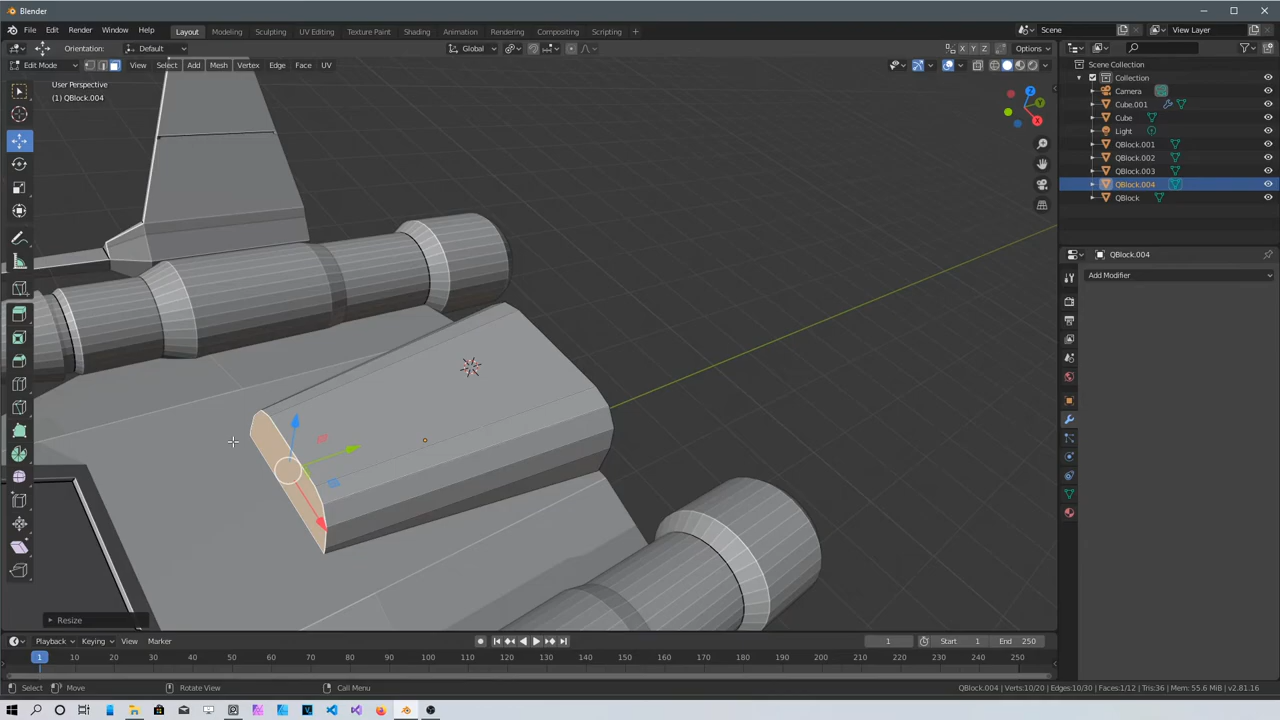 Blender
File Edit Render Window Help
Layout Modeling Sculpting UV Editing Texture Paint Shading Animation Rendering Compositing Scripting +
Scene
View Layer
Orientation: Default
Global
X Y Z Options
Edit Mode
View Select Add Mesh Vertex Edge Face UV
User Perspective
(1) QBlock.004
Z
Y
X
Scene Collection
Collection
Camera
Cube.001
Cube
Light
QBlock.001
QBlock.002
QBlock.003
QBlock.004
QBlock
QBlock.004
Add Modifier
Resize
Playback Keying View Marker
1
Start 1
End 250
1 10 20 30 40 50 60 70 80 90 100 110 120 130 140 150 160 170 180 190 200 210 220 230 240 250
Select Move Rotate View Call Menu
QBlock.004 | Verts:10/20 | Edges:10/30 | Faces:1/12 | Tris:36 | Mem: 55.6 MiB | v2.81.16